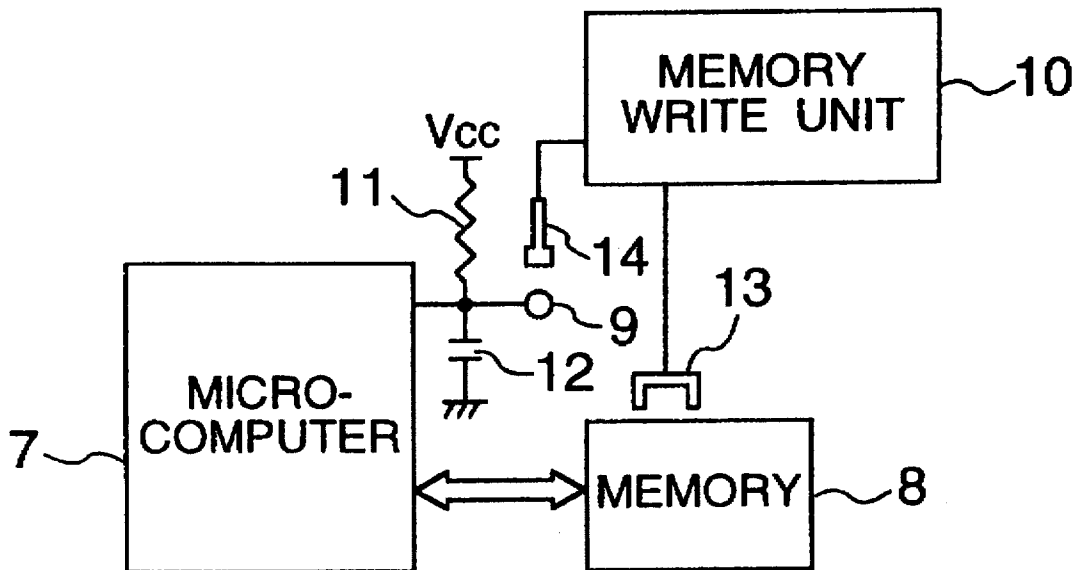 MEMORY
WRITE UNIT
10
Vcc
11
14
9
13
12
MICRO-
COMPUTER
7
MEMORY
8